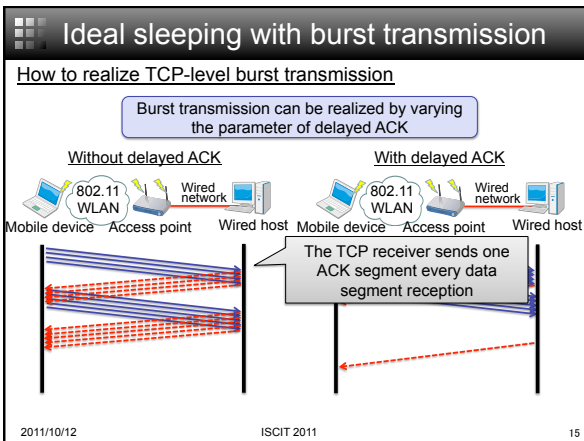 Ideal sleeping with burst transmission
How to realize TCP-level burst transmission
Burst transmission can be realized by varying
the parameter of delayed ACK
Without delayed ACK
With delayed ACK
802.11
WLAN
Wired
network
Mobile device
Access point
Wired host
802.11
WLAN
Wired
network
Mobile device
Access point
Wired host
The TCP receiver sends one
ACK segment every data
segment reception
2011/10/12
ISCIT 2011
15